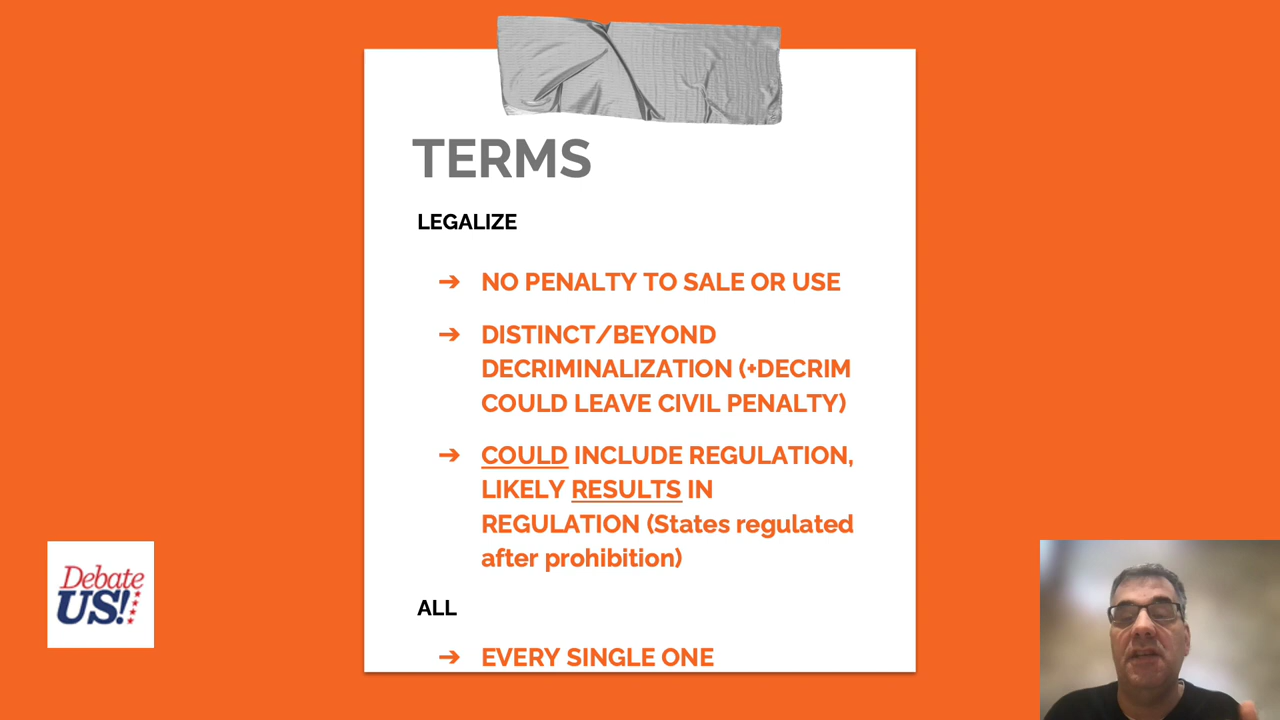 TERMS
LEGALIZE
➔ NO PENALTY TO SALE OR USE
➔ DISTINCT/BEYOND
DECRIMINALIZATION (+DECRIM
COULD LEAVE CIVIL PENALTY)
➔ COULD INCLUDE REGULATION,
LIKELY RESULTS IN
REGULATION (States regulated
after prohibition)
ALL
➔ EVERY SINGLE ONE
Debate
US!